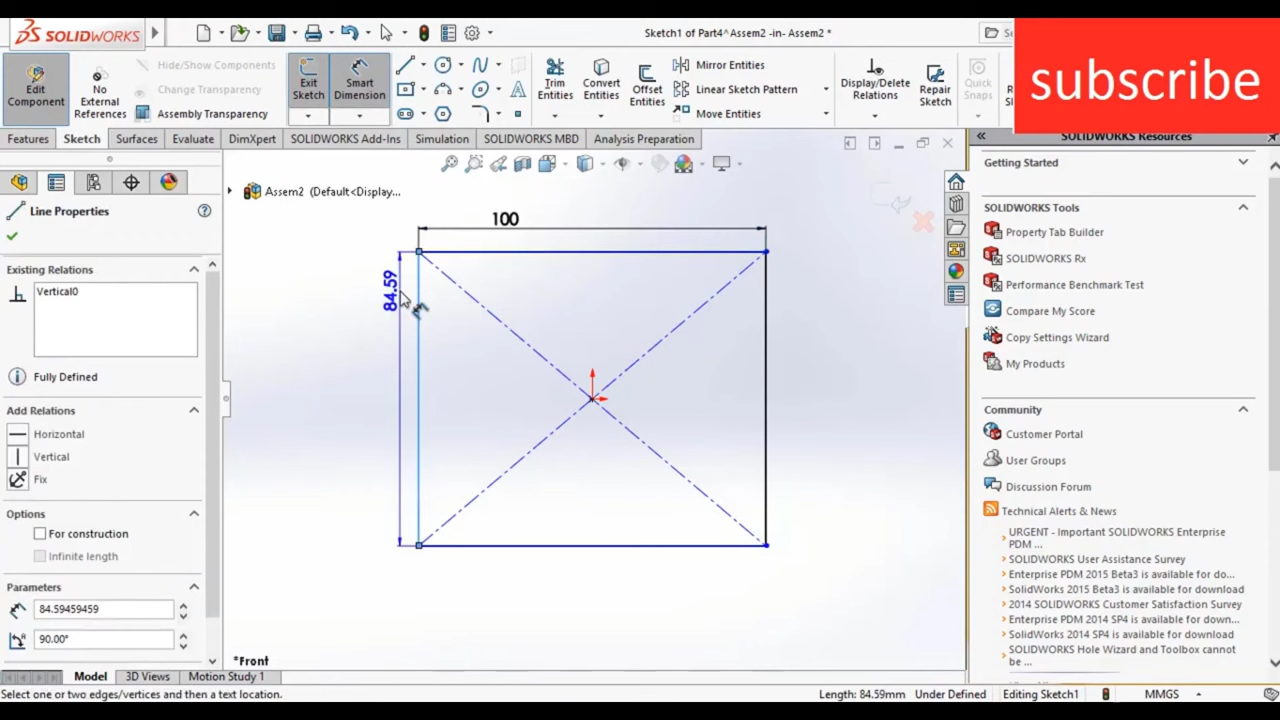 SOLIDWORKS
Sketch1 of Part4^Assem2 -in- Assem2 *
subscribe
Edit Component
No External References
Hide/Show Components
Change Transparency
Assembly Transparency
Exit Sketch
Smart Dimension
Trim Entities
Convert Entities
Offset Entities
Mirror Entities
Linear Sketch Pattern
Move Entities
Display/Delete Relations
Repair Sketch
Quick Snaps
Features
Sketch
Surfaces
Evaluate
DimXpert
SOLIDWORKS Add-Ins
Simulation
SOLIDWORKS MBD
Analysis Preparation
SOLIDWORKS Resources
Line Properties
Existing Relations
Vertical0
Fully Defined
Add Relations
Horizontal
Vertical
Fix
Options
For construction
Infinite length
Parameters
84.59459459
90.00°
Assem2 (Default<Display...
100
84.59
*Front
Getting Started
SOLIDWORKS Tools
Property Tab Builder
SOLIDWORKS Rx
Performance Benchmark Test
Compare My Score
Copy Settings Wizard
My Products
Community
Customer Portal
User Groups
Discussion Forum
Technical Alerts & News
URGENT - Important SOLIDWORKS Enterprise
PDM ...
SOLIDWORKS User Assistance Survey
Enterprise PDM 2015 Beta3 is available for do...
SolidWorks 2015 Beta3 is available for download
2014 SOLIDWORKS Customer Satisfaction Survey
Enterprise PDM 2014 SP4 is available for down...
SolidWorks 2014 SP4 is available for download
SOLIDWORKS Hole Wizard and Toolbox cannot
be ...
Model
3D Views
Motion Study 1
Select one or two edges/vertices and then a text location.
Length: 84.59mm
Under Defined
Editing Sketch1
MMGS